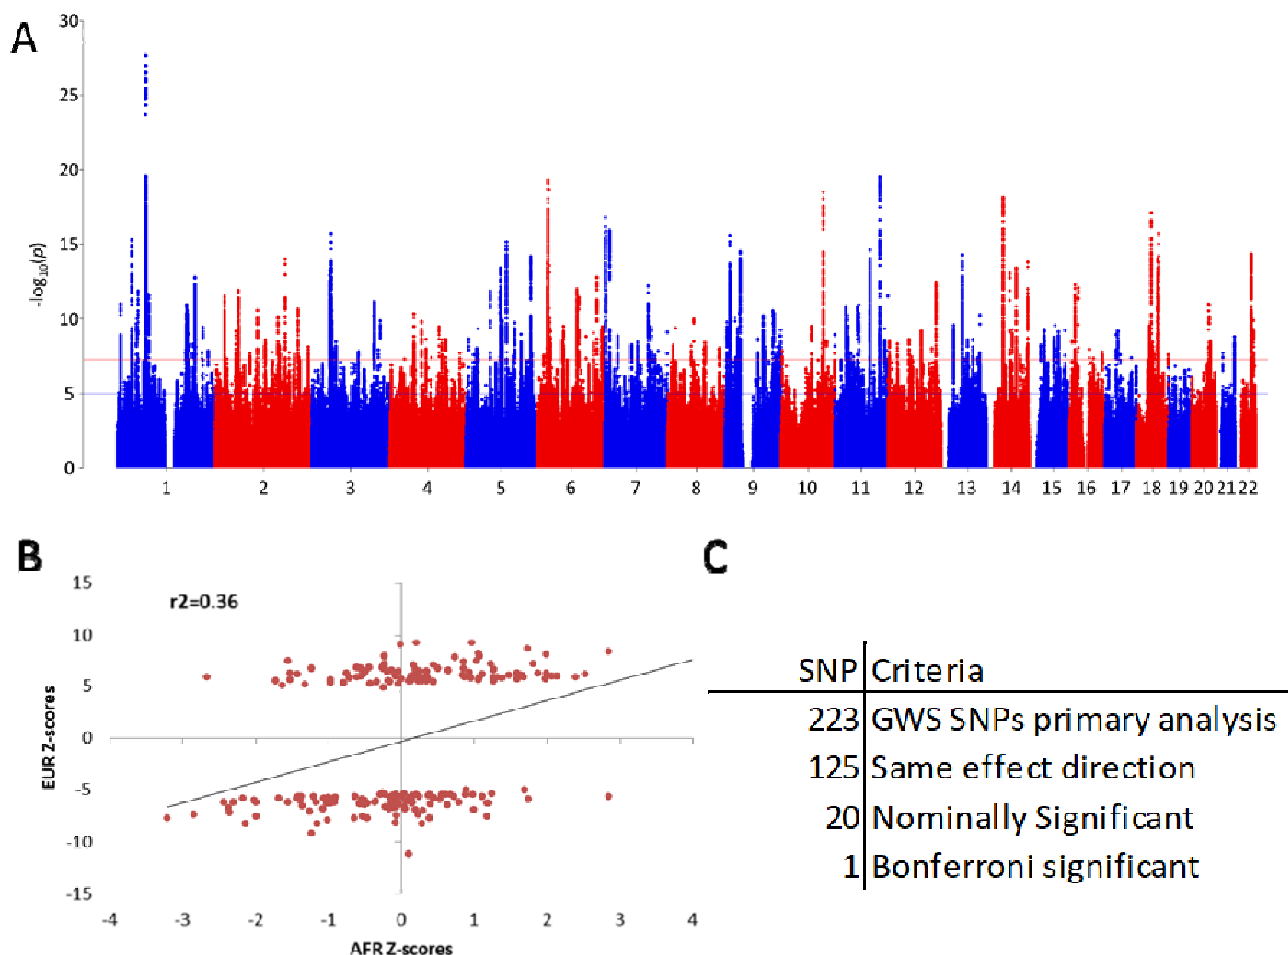 A
30
25
20
15
10
5
0
-log10(p)
1 2 3 4 5 6 7 8 9 10 11 12 13 14 15 16 17 18 19 20 21 22
B
r2=0.36
15
10
5
0
-5
-10
-15
EUR Z-scores
-4 -3 -2 -1 0 1 2 3 4
AFR Z-scores
C
SNP Criteria
223 GWS SNPs primary analysis
125 Same effect direction
20 Nominally Significant
1 Bonferroni significant